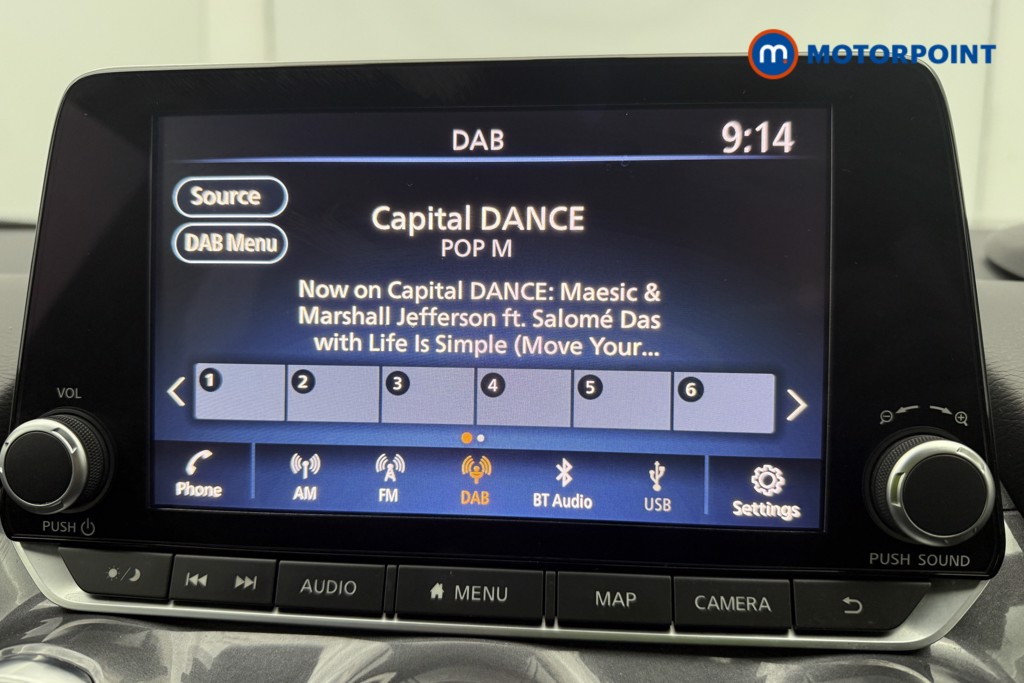 m MOTORPOINT
DAB
9:14
Source
DAB Menu
Capital DANCE
POP M
Now on Capital DANCE: Maesic &
Marshall Jefferson ft. Salomé Das
with Life Is Simple (Move Your...
1 2 3 4 5 6
Phone AM FM DAB BT Audio USB Settings
VOL
PUSH
PUSH SOUND
AUDIO MENU MAP CAMERA